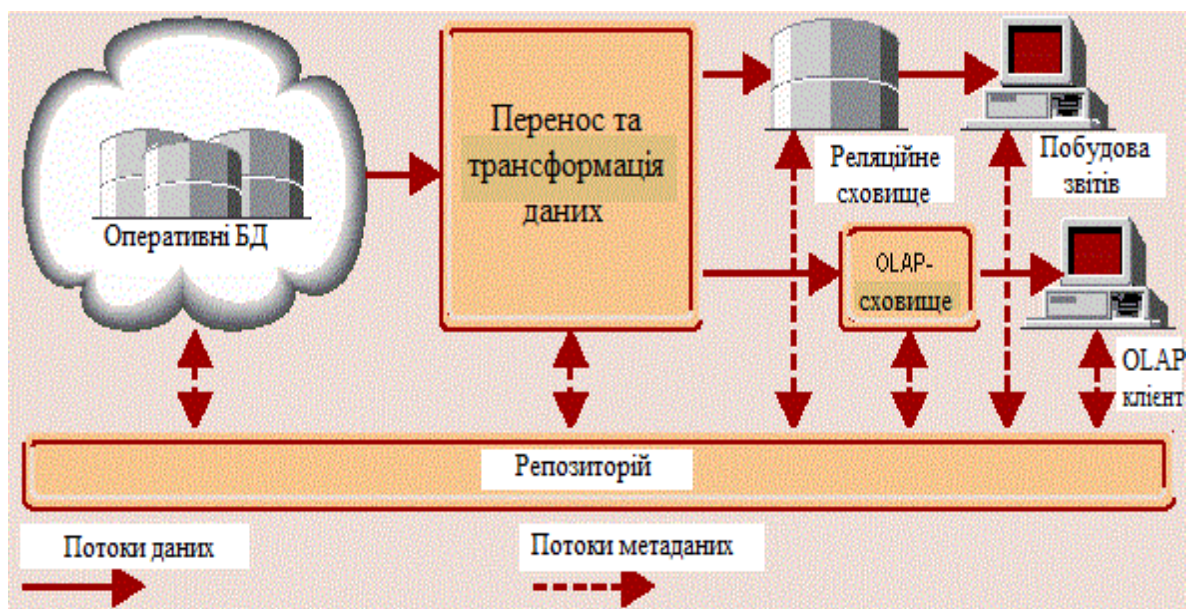 Оперативні БД
Перенос та
трансформація
даних
Реляційне
сховище
Побудова
звітів
OLAP-
сховище
OLAP
клієнт
Репозиторій
Потоки даних
Потоки метаданих